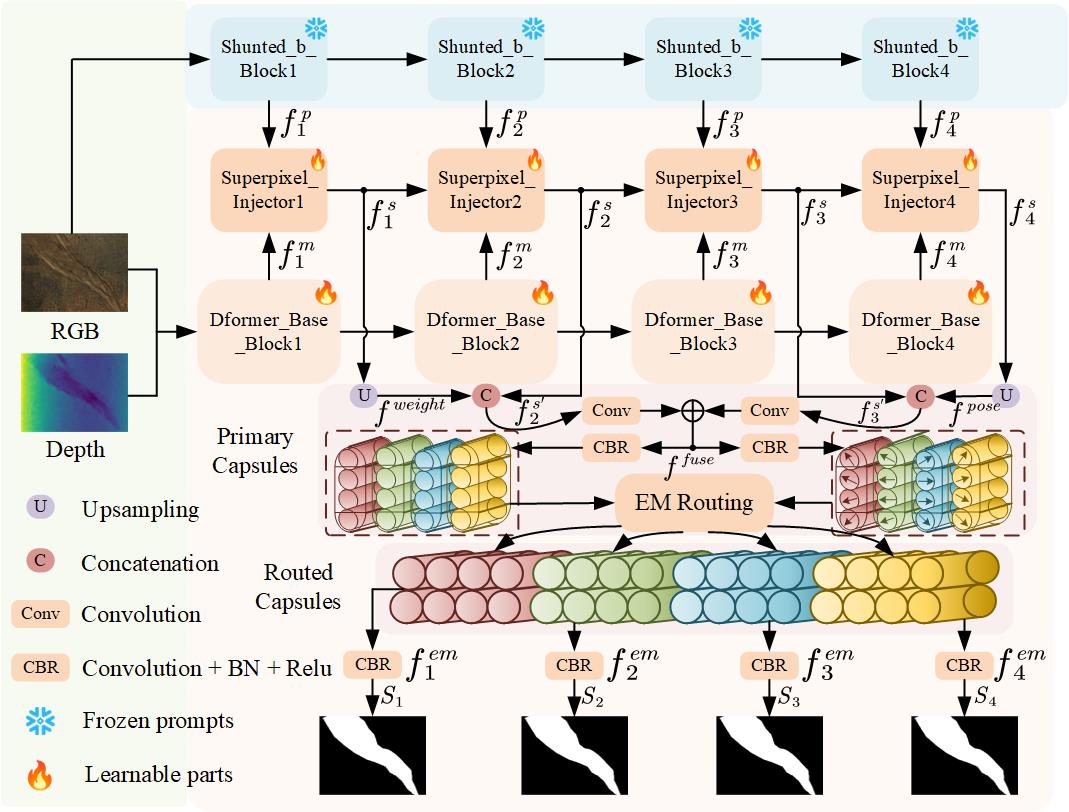 Shunted_b_
Block1
Shunted_b_
Block2
Shunted_b_
Block3
Shunted_b_
Block4
f_1^p
f_2^p
f_3^p
f_4^p
Superpixel_
Injector1
Superpixel_
Injector2
Superpixel_
Injector3
Superpixel_
Injector4
f_1^s
f_2^s
f_3^s
f_4^s
f_1^m
f_2^m
f_3^m
f_4^m
RGB
Dformer_Base
_Block1
Dformer_Base
_Block2
Dformer_Base
_Block3
Dformer_Base
_Block4
Depth
U
f^weight
C
f_2^s'
Conv
Conv
f_3^s'
C
f^pose
U
Primary
Capsules
CBR
CBR
f^fuse
EM Routing
Routed
Capsules
CBR
f_1^em
CBR
f_2^em
CBR
f_3^em
CBR
f_4^em
S_1
S_2
S_3
S_4
U
Upsampling
C
Concatenation
Conv
Convolution
CBR
Convolution + BN + Relu
Frozen prompts
Learnable parts